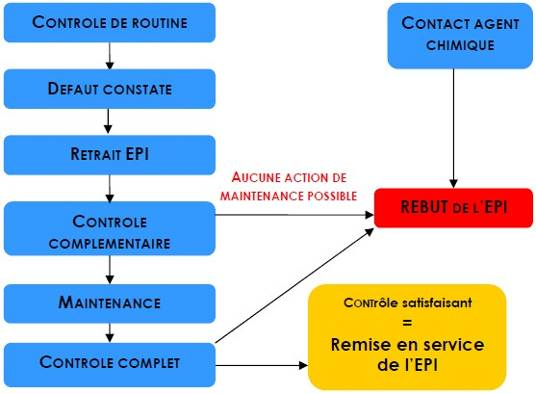 CONTROLE DE ROUTINE
CONTACT AGENT
CHIMIQUE
DEFAUT CONSTATE
RETRAIT EPI
AUCUNE ACTION DE
MAINTENANCE POSSIBLE
CONTROLE
COMPLEMENTAIRE
REBUT DE L'EPI
MAINTENANCE
CONTROLE COMPLET
CONTrôle satisfaisant
=
Remise en service
de l'EPI